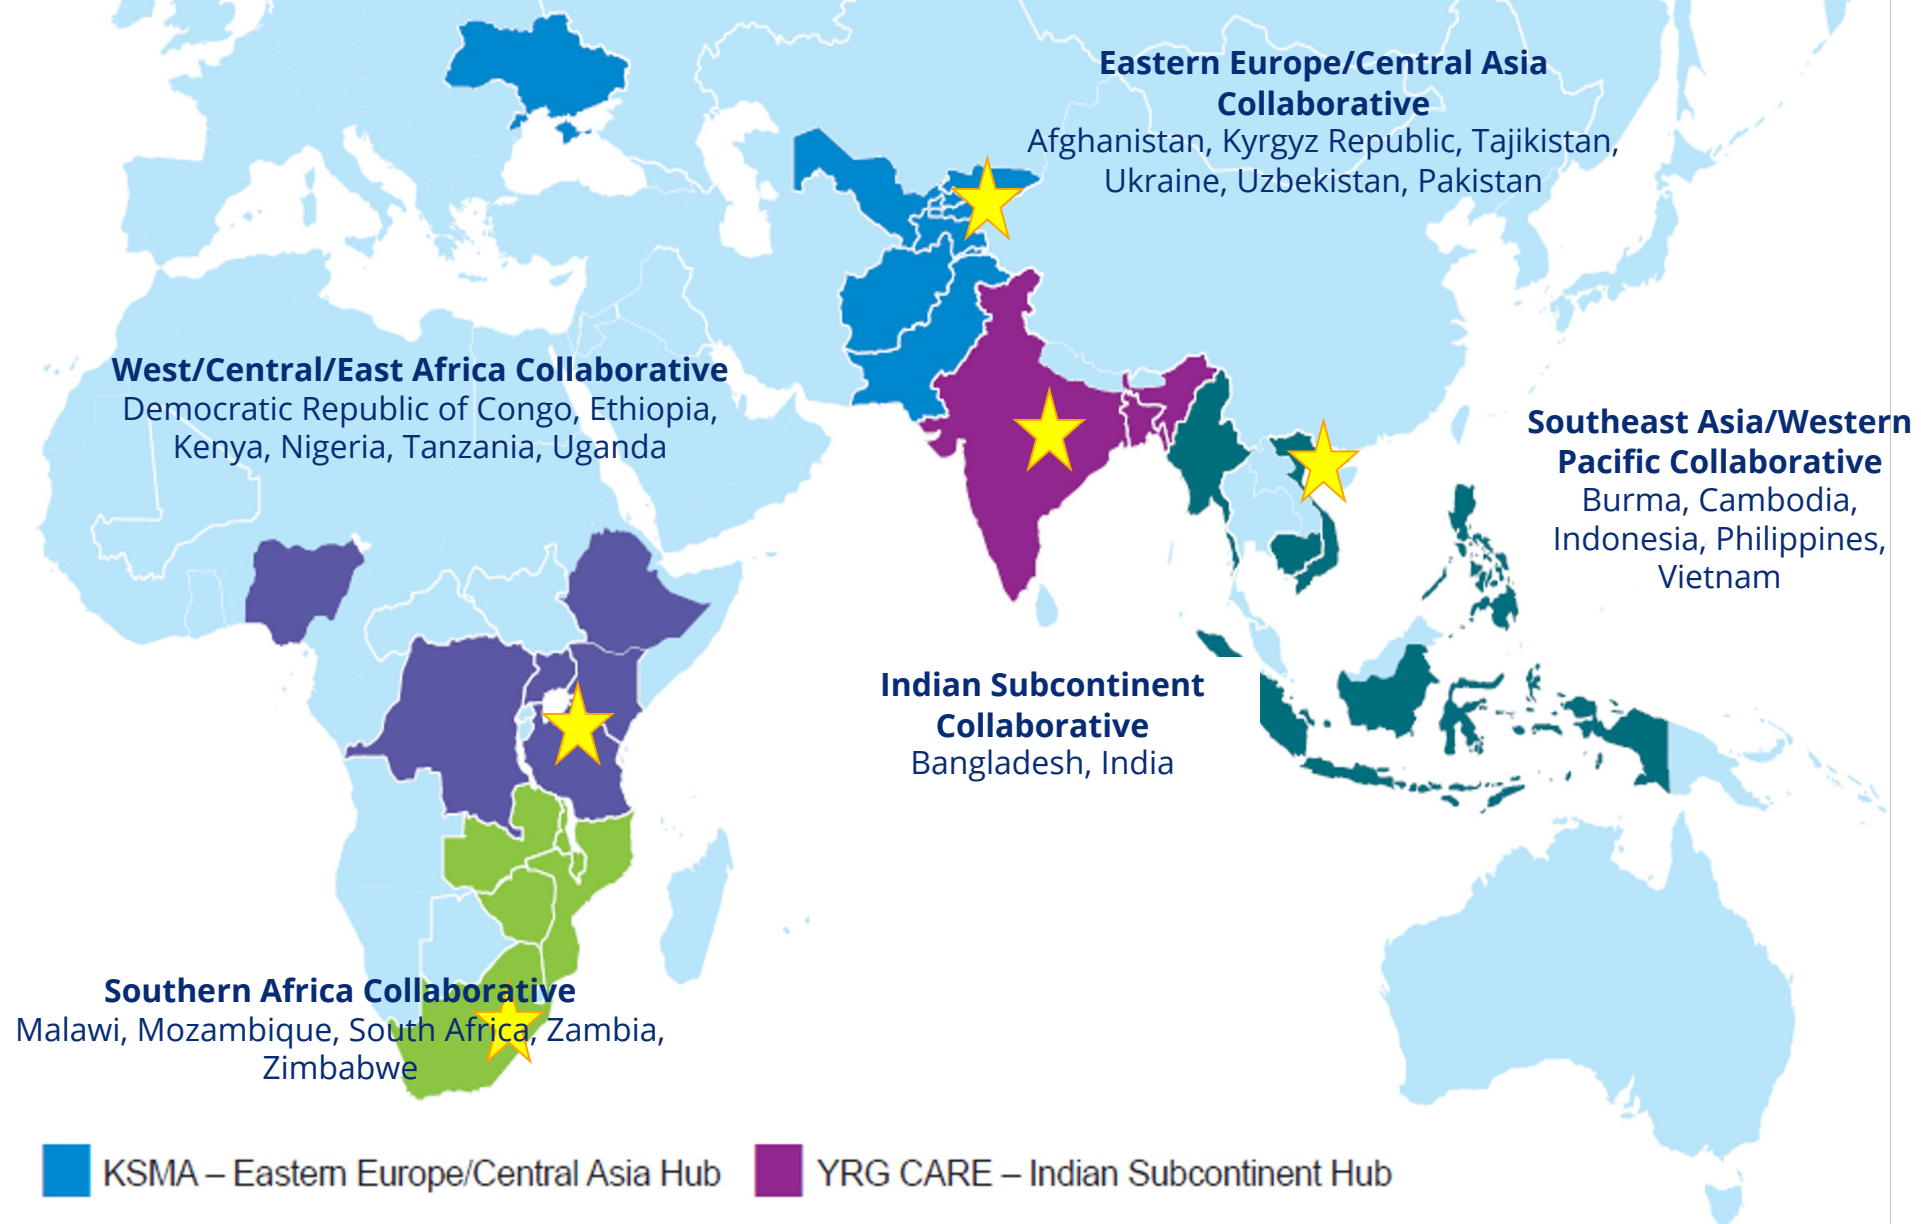 Eastern Europe/Central Asia
Collaborative
Afghanistan, Kyrgyz Republic, Tajikistan,
Ukraine, Uzbekistan, Pakistan
West/Central/East Africa Collaborative
Democratic Republic of Congo, Ethiopia,
Kenya, Nigeria, Tanzania, Uganda
Southeast Asia/Western
Pacific Collaborative
Burma, Cambodia,
Indonesia, Philippines,
Vietnam
Indian Subcontinent
Collaborative
Bangladesh, India
Southern Africa Collaborative
Malawi, Mozambique, South Africa, Zambia,
Zimbabwe
KSMA – Eastern Europe/Central Asia Hub
YRG CARE – Indian Subcontinent Hub